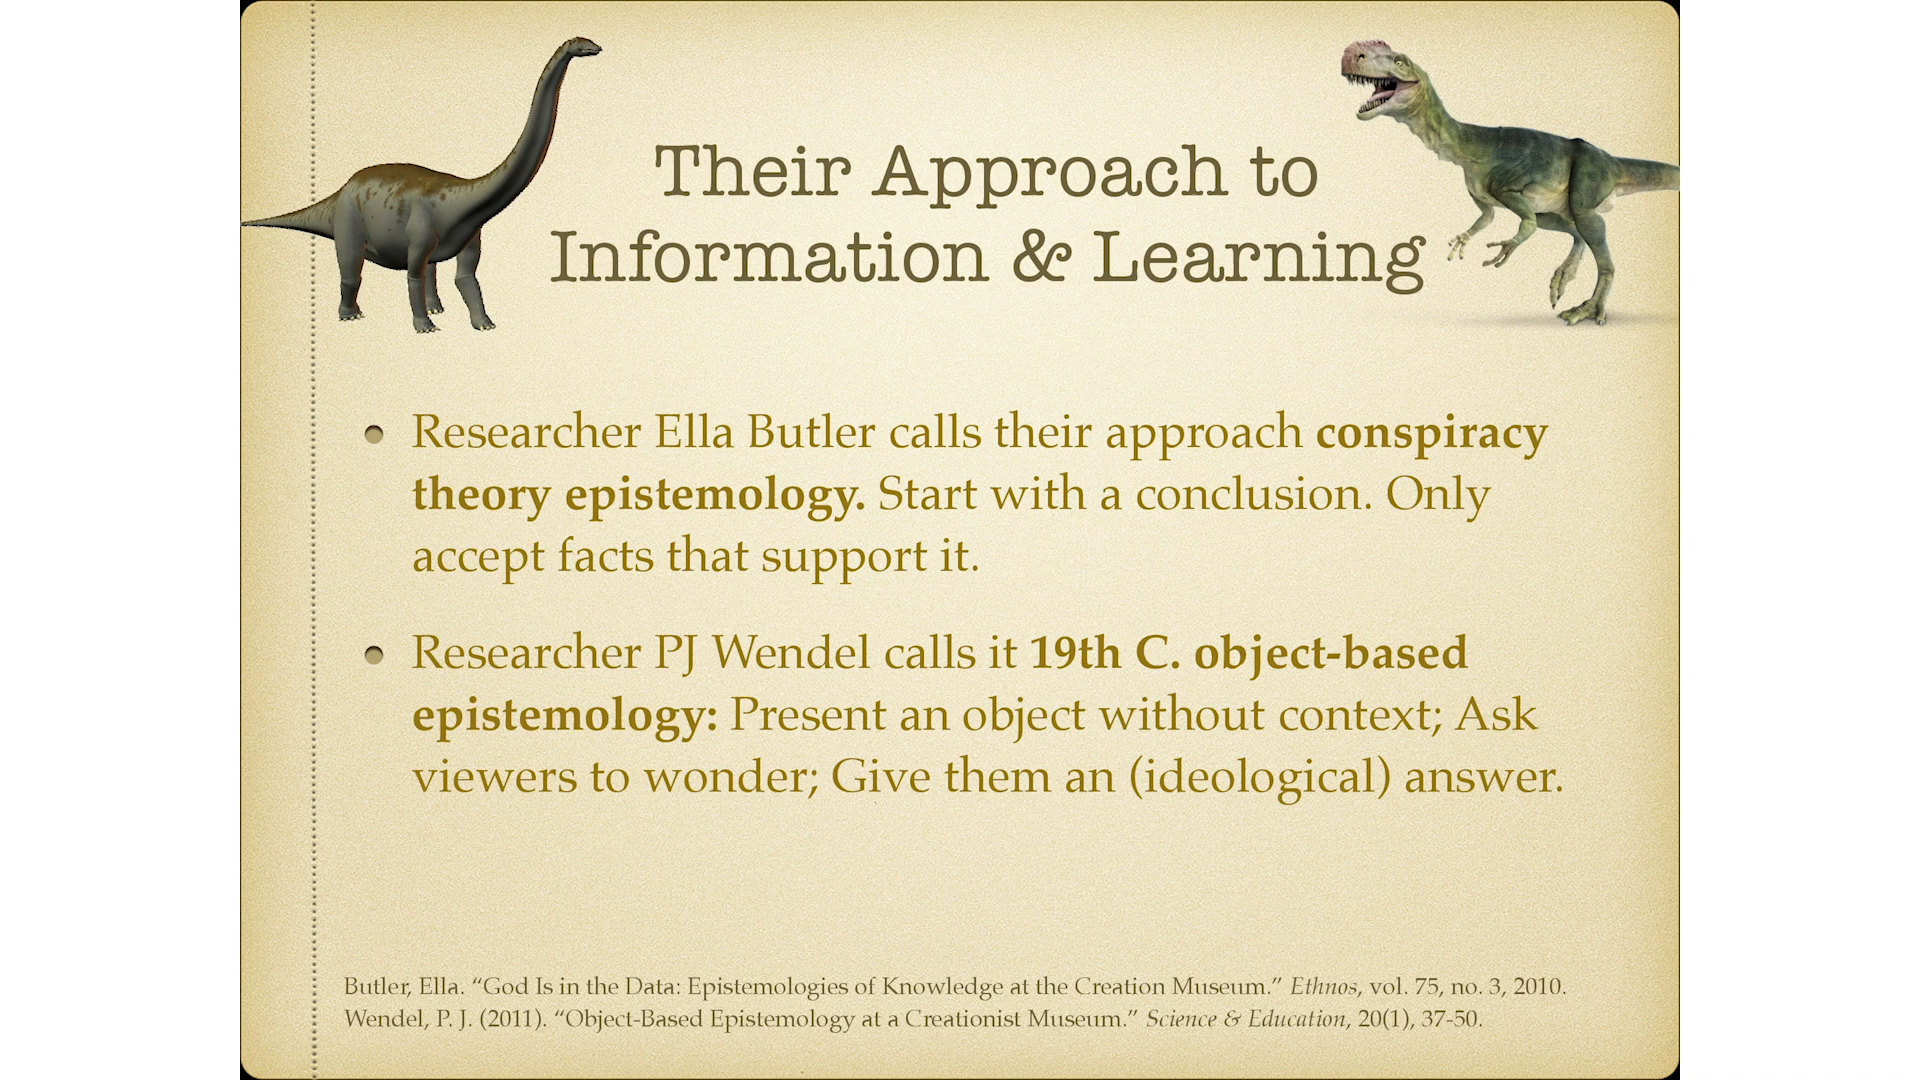 Their Approach to
Information & Learning
• Researcher Ella Butler calls their approach conspiracy
theory epistemology. Start with a conclusion. Only
accept facts that support it.
• Researcher PJ Wendel calls it 19th C. object-based
epistemology: Present an object without context; Ask
viewers to wonder; Give them an (ideological) answer.
Butler, Ella. “God Is in the Data: Epistemologies of Knowledge at the Creation Museum.” Ethnos, vol. 75, no. 3, 2010.
Wendel, P. J. (2011). “Object-Based Epistemology at a Creationist Museum.” Science & Education, 20(1), 37-50.